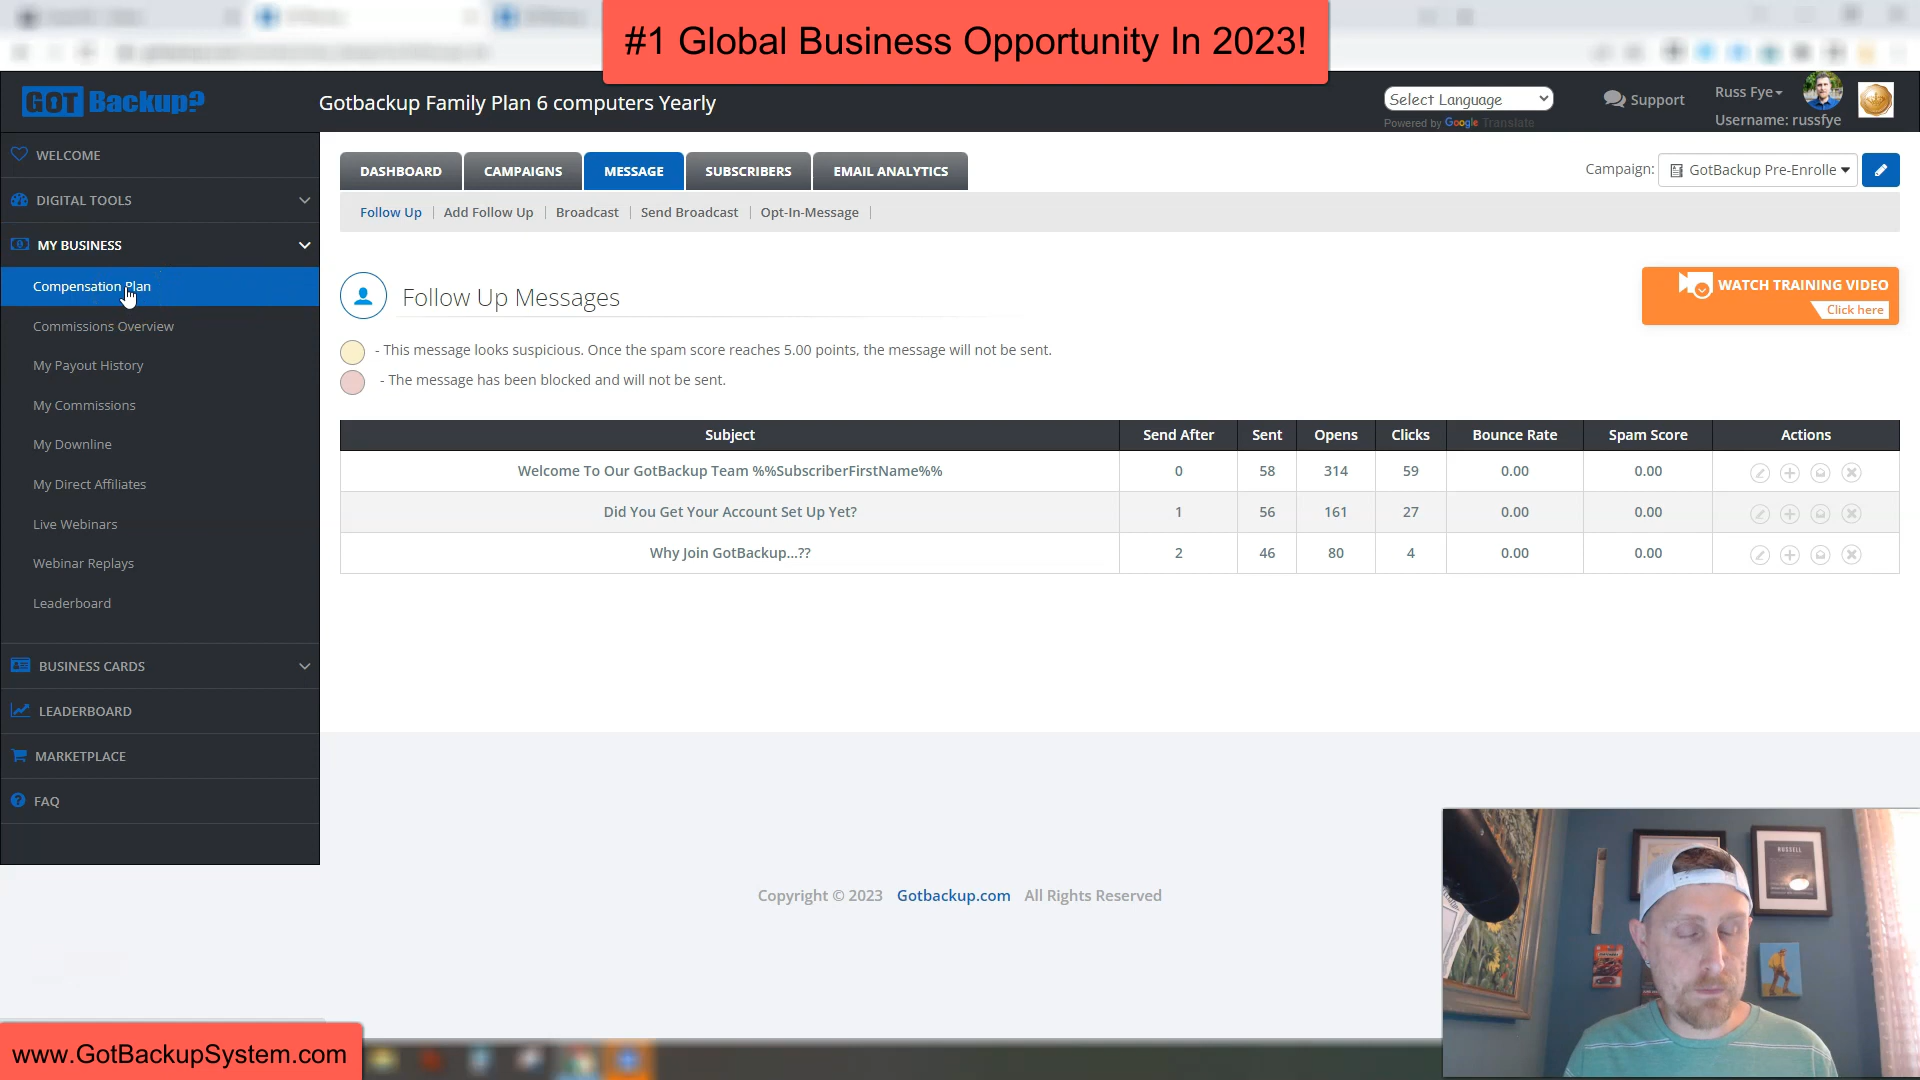 #1 Global Business Opportunity In 2023!
GOT Backup?
Gotbackup Family Plan 6 computers Yearly
Select Language
Powered by Google Translate
Support
Russ Fye
Username: russfye
WELCOME
DIGITAL TOOLS
MY BUSINESS
Compensation Plan
Commissions Overview
My Payout History
My Commissions
My Downline
My Direct Affiliates
Live Webinars
Webinar Replays
Leaderboard
BUSINESS CARDS
LEADERBOARD
MARKETPLACE
FAQ
DASHBOARD CAMPAIGNS MESSAGE SUBSCRIBERS EMAIL ANALYTICS
Campaign: GotBackup Pre-Enrolle
Follow Up | Add Follow Up | Broadcast | Send Broadcast | Opt-In-Message |
Follow Up Messages
WATCH TRAINING VIDEO
Click here
- This message looks suspicious. Once the spam score reaches 5.00 points, the message will not be sent.
- The message has been blocked and will not be sent.
Subject Send After Sent Opens Clicks Bounce Rate Spam Score Actions
Welcome To Our GotBackup Team %%SubscriberFirstName%% 0 58 314 59 0.00 0.00
Did You Get Your Account Set Up Yet? 1 56 161 27 0.00 0.00
Why Join GotBackup...?? 2 46 80 4 0.00 0.00
Copyright © 2023 Gotbackup.com All Rights Reserved
RUSSELL
www.GotBackupSystem.com